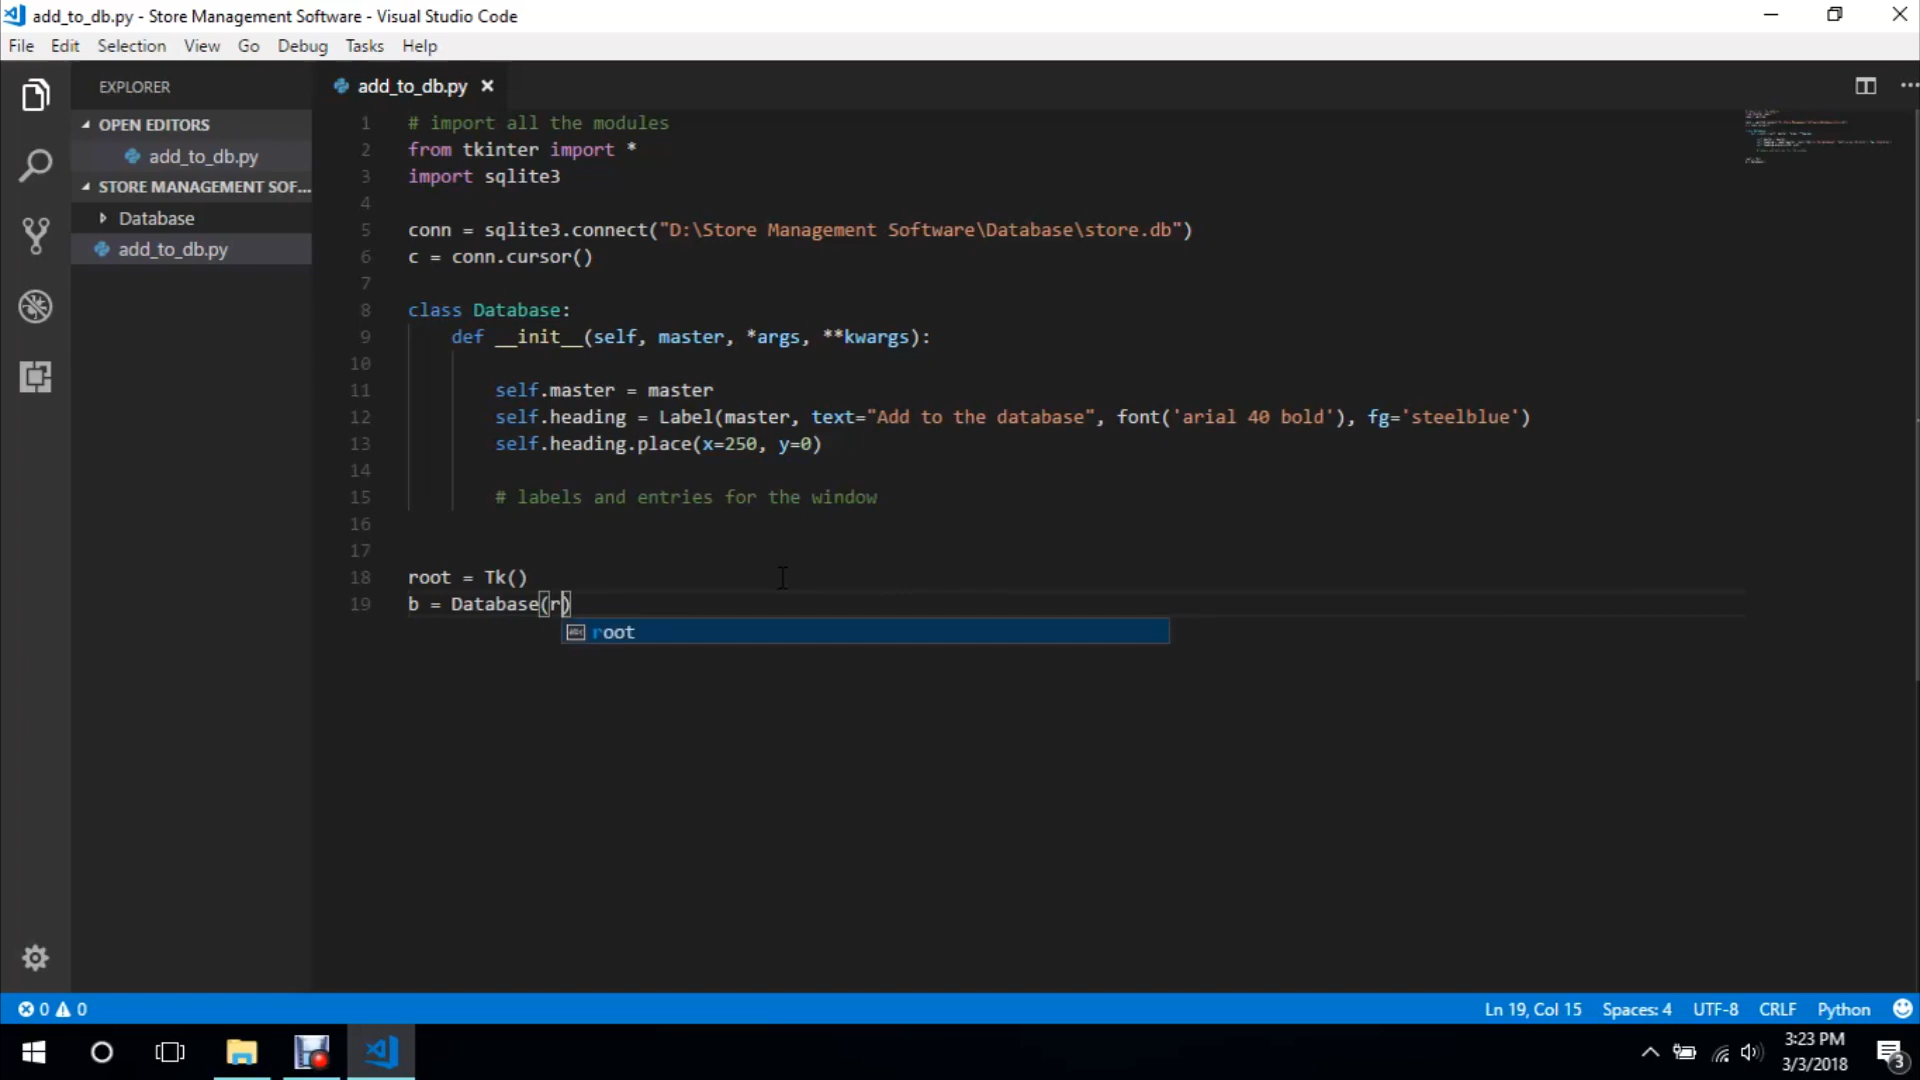 add_to_db.py - Store Management Software - Visual Studio Code
File Edit Selection View Go Debug Tasks Help
EXPLORER
OPEN EDITORS
add_to_db.py
STORE MANAGEMENT SOF...
Database
add_to_db.py
add_to_db.py
1 # import all the modules
2 from tkinter import *
3 import sqlite3
4
5 conn = sqlite3.connect("D:\Store Management Software\Database\store.db")
6 c = conn.cursor()
7
8 class Database:
9 def __init__(self, master, *args, **kwargs):
10
11 self.master = master
12 self.heading = Label(master, text="Add to the database", font('arial 40 bold'), fg='steelblue')
13 self.heading.place(x=250, y=0)
14
15 # labels and entries for the window
16
17
18 root = Tk()
19 b = Database(r)
root
0 0 Ln 19, Col 15 Spaces: 4 UTF-8 CRLF Python
3:23 PM
3/3/2018
3